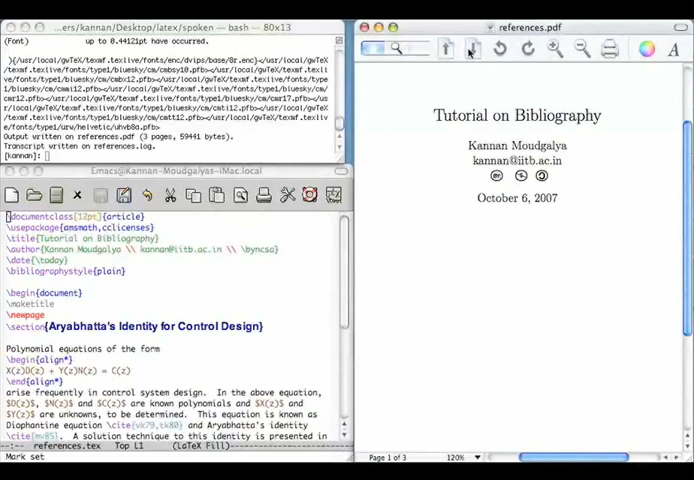 ers/kannan/Desktop/latex/spoken — bash — 80x13
(Font) up to 0.44121pt have occurred.
){/usr/local/gwTeX/texmf.texlive/fonts/enc/dvips/base/8r.enc}</usr/local/gwTeX/
texmf.texlive/fonts/type1/bluesky/cm/cmbsy10.pfb></usr/local/gwTeX/texmf.texlive
/fonts/type1/bluesky/cm/cmbx12.pfb></usr/local/gwTeX/texmf.texlive/fonts/type
1/bluesky/cm/cmmi12.pfb></usr/local/gwTeX/texmf.texlive/fonts/type1/bluesky/cm/
cmr12.pfb></usr/local/gwTeX/texmf.texlive/fonts/type1/bluesky/cm/cmr17.pfb></us
r/local/gwTeX/texmf.texlive/fonts/type1/bluesky/cm/cmti12.pfb></usr/local/gwTeX
/texmf.texlive/fonts/type1/bluesky/cm/cmtt12.pfb></usr/local/gwTeX/texmf.texliv
e/fonts/type1/urw/helvetic/uhvb8a.pfb>
Output written on references.pdf (3 pages, 59441 bytes).
Transcript written on references.log.
[kannan]:
Emacs@Kannan-Moudgalyas-iMac.local
\documentclass[12pt]{article}
\usepackage{amsmath,cclicenses}
\title{Tutorial on Bibliography}
\author{Kannan Moudgalya \\ kannan@iitb.ac.in \\ \byncsa}
\date{\today}
\bibliographystyle{plain}
\begin{document}
\maketitle
\newpage
\section{Aryabhatta's Identity for Control Design}
Polynomial equations of the form
\begin{align*}
X(z)D(z) + Y(z)N(z) = C(z)
\end{align*}
arise frequently in control system design. In the above equation,
$D(z)$, $N(z)$ and $C(z)$ are known polynomials and $X(z)$ and
$Y(z)$ are unknowns, to be determined. This equation is known as
Diophantine equation \cite{vk79,tk80} and Aryabhatta's identity
\cite{mv85}. A solution technique to this identity is presented in
--:-- references.tex Top L1 (LaTeX Fill)
Mark set
references.pdf
Tutorial on Bibliography
Kannan Moudgalya
kannan@iitb.ac.in
October 6, 2007
Page 1 of 3 120%